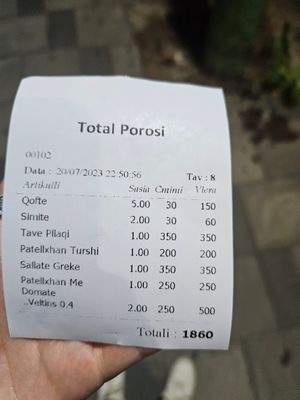 Total Porosi
00102
Data : 20/07/2023 22:50:56 Tav : 8
Artikulli Sasia Cmimi Vlera
Qofte 5.00 30 150
Simite 2.00 30 60
Tave Pllaqi 1.00 350 350
Patellxhan Turshi 1.00 200 200
Sallate Greke 1.00 350 350
Patellxhan Me 1.00 250 250
Domate
..Veltins 0.4 2.00 250 500
Totali : 1860